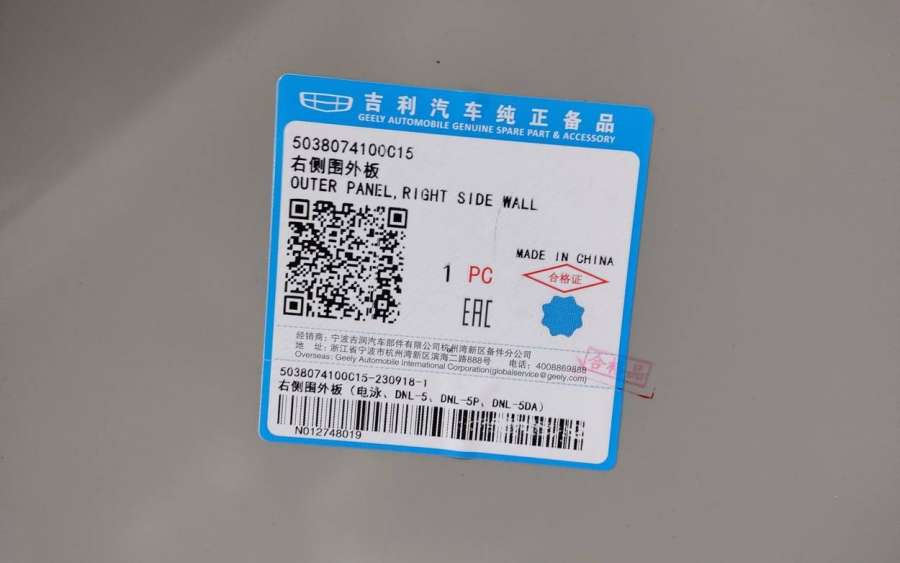 吉利汽车纯正备品
GEELY AUTOMOBILE GENUINE SPARE PART & ACCESSORY
5038074100C15
右侧围外板
OUTER PANEL,RIGHT SIDE WALL
MADE IN CHINA
1 PC
合格证
EAC
经销商:宁波吉润汽车部件有限公司杭州湾新区备件分公司
地 址:浙江省宁波市杭州湾新区滨海二路888号 电话:4008869888
Overseas: Geely Automobile International Corporation(globalservice@geely.com)
合格品
5038074100C15-230918-1
右侧围外板(电泳、DNL-5、DNL-5P、DNL-5DA)
N012748019